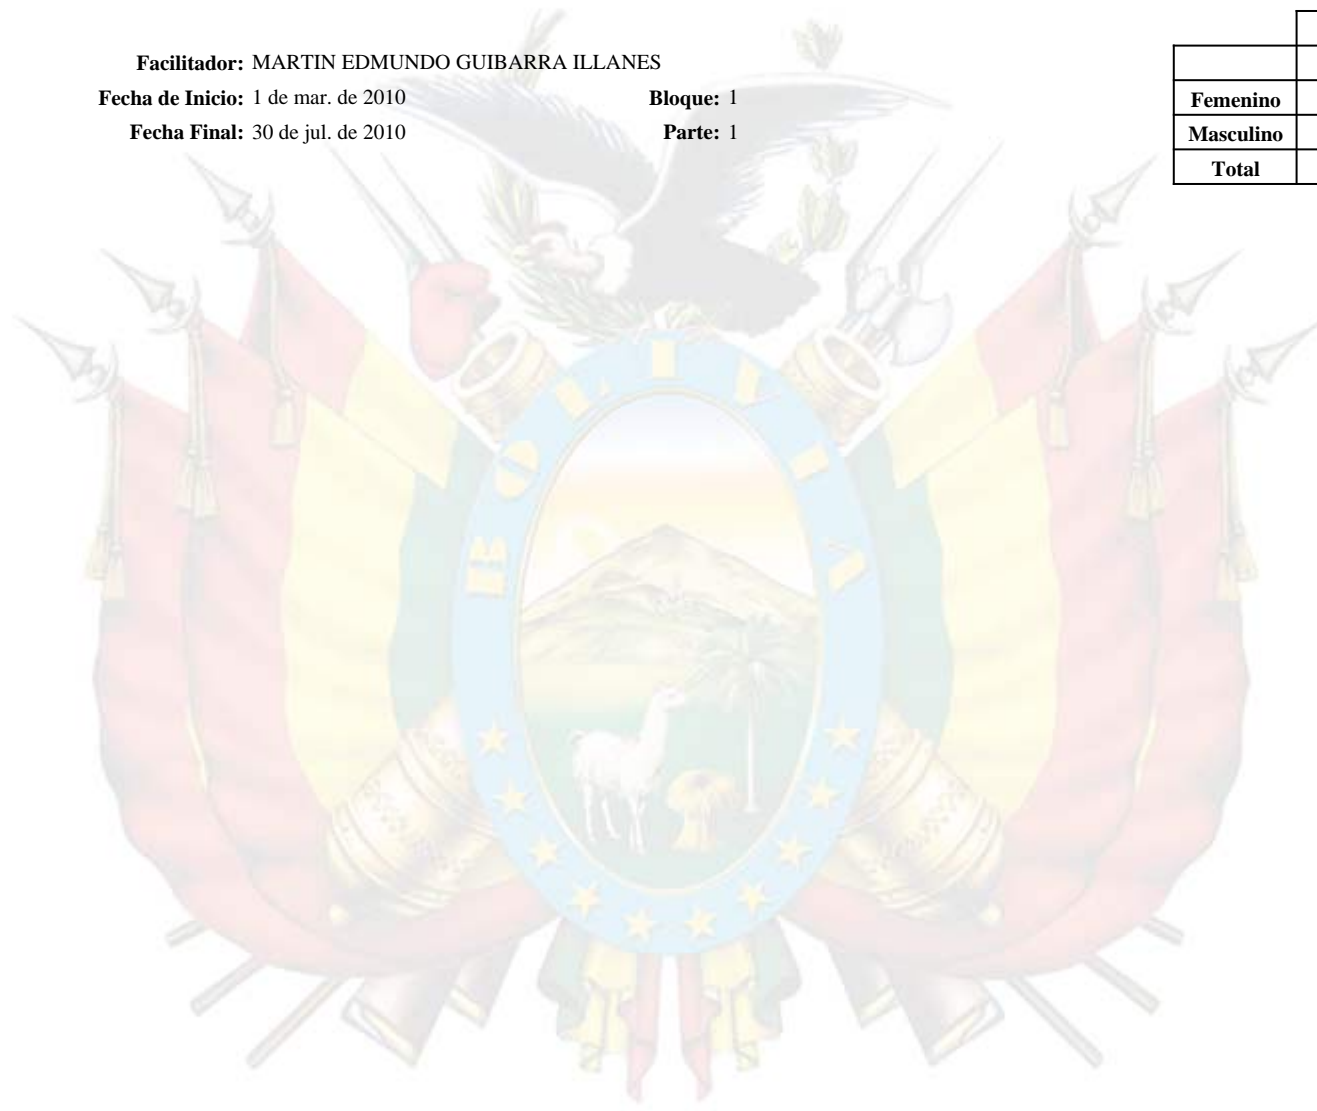 Facilitador: MARTIN EDMUNDO GUIBARRA ILLANES
Fecha de Inicio: 1 de mar. de 2010 Bloque: 1
Fecha Final: 30 de jul. de 2010 Parte: 1
Femenino
Masculino
Total
BOLIVIA